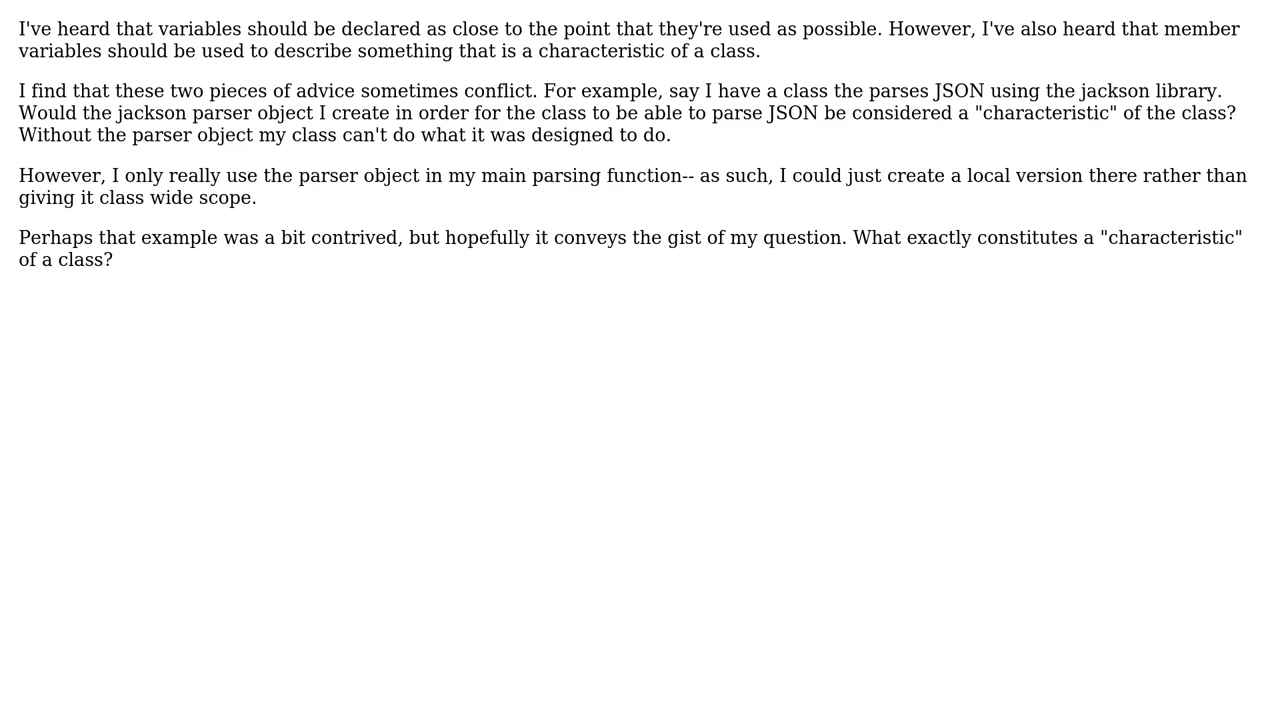 I've heard that variables should be declared as close to the point that they're used as possible. However, I've also heard that member
variables should be used to describe something that is a characteristic of a class.
I find that these two pieces of advice sometimes conflict. For example, say I have a class the parses JSON using the jackson library.
Would the jackson parser object I create in order for the class to be able to parse JSON be considered a "characteristic" of the class?
Without the parser object my class can't do what it was designed to do.
However, I only really use the parser object in my main parsing function-- as such, I could just create a local version there rather than
giving it class wide scope.
Perhaps that example was a bit contrived, but hopefully it conveys the gist of my question. What exactly constitutes a "characteristic"
of a class?